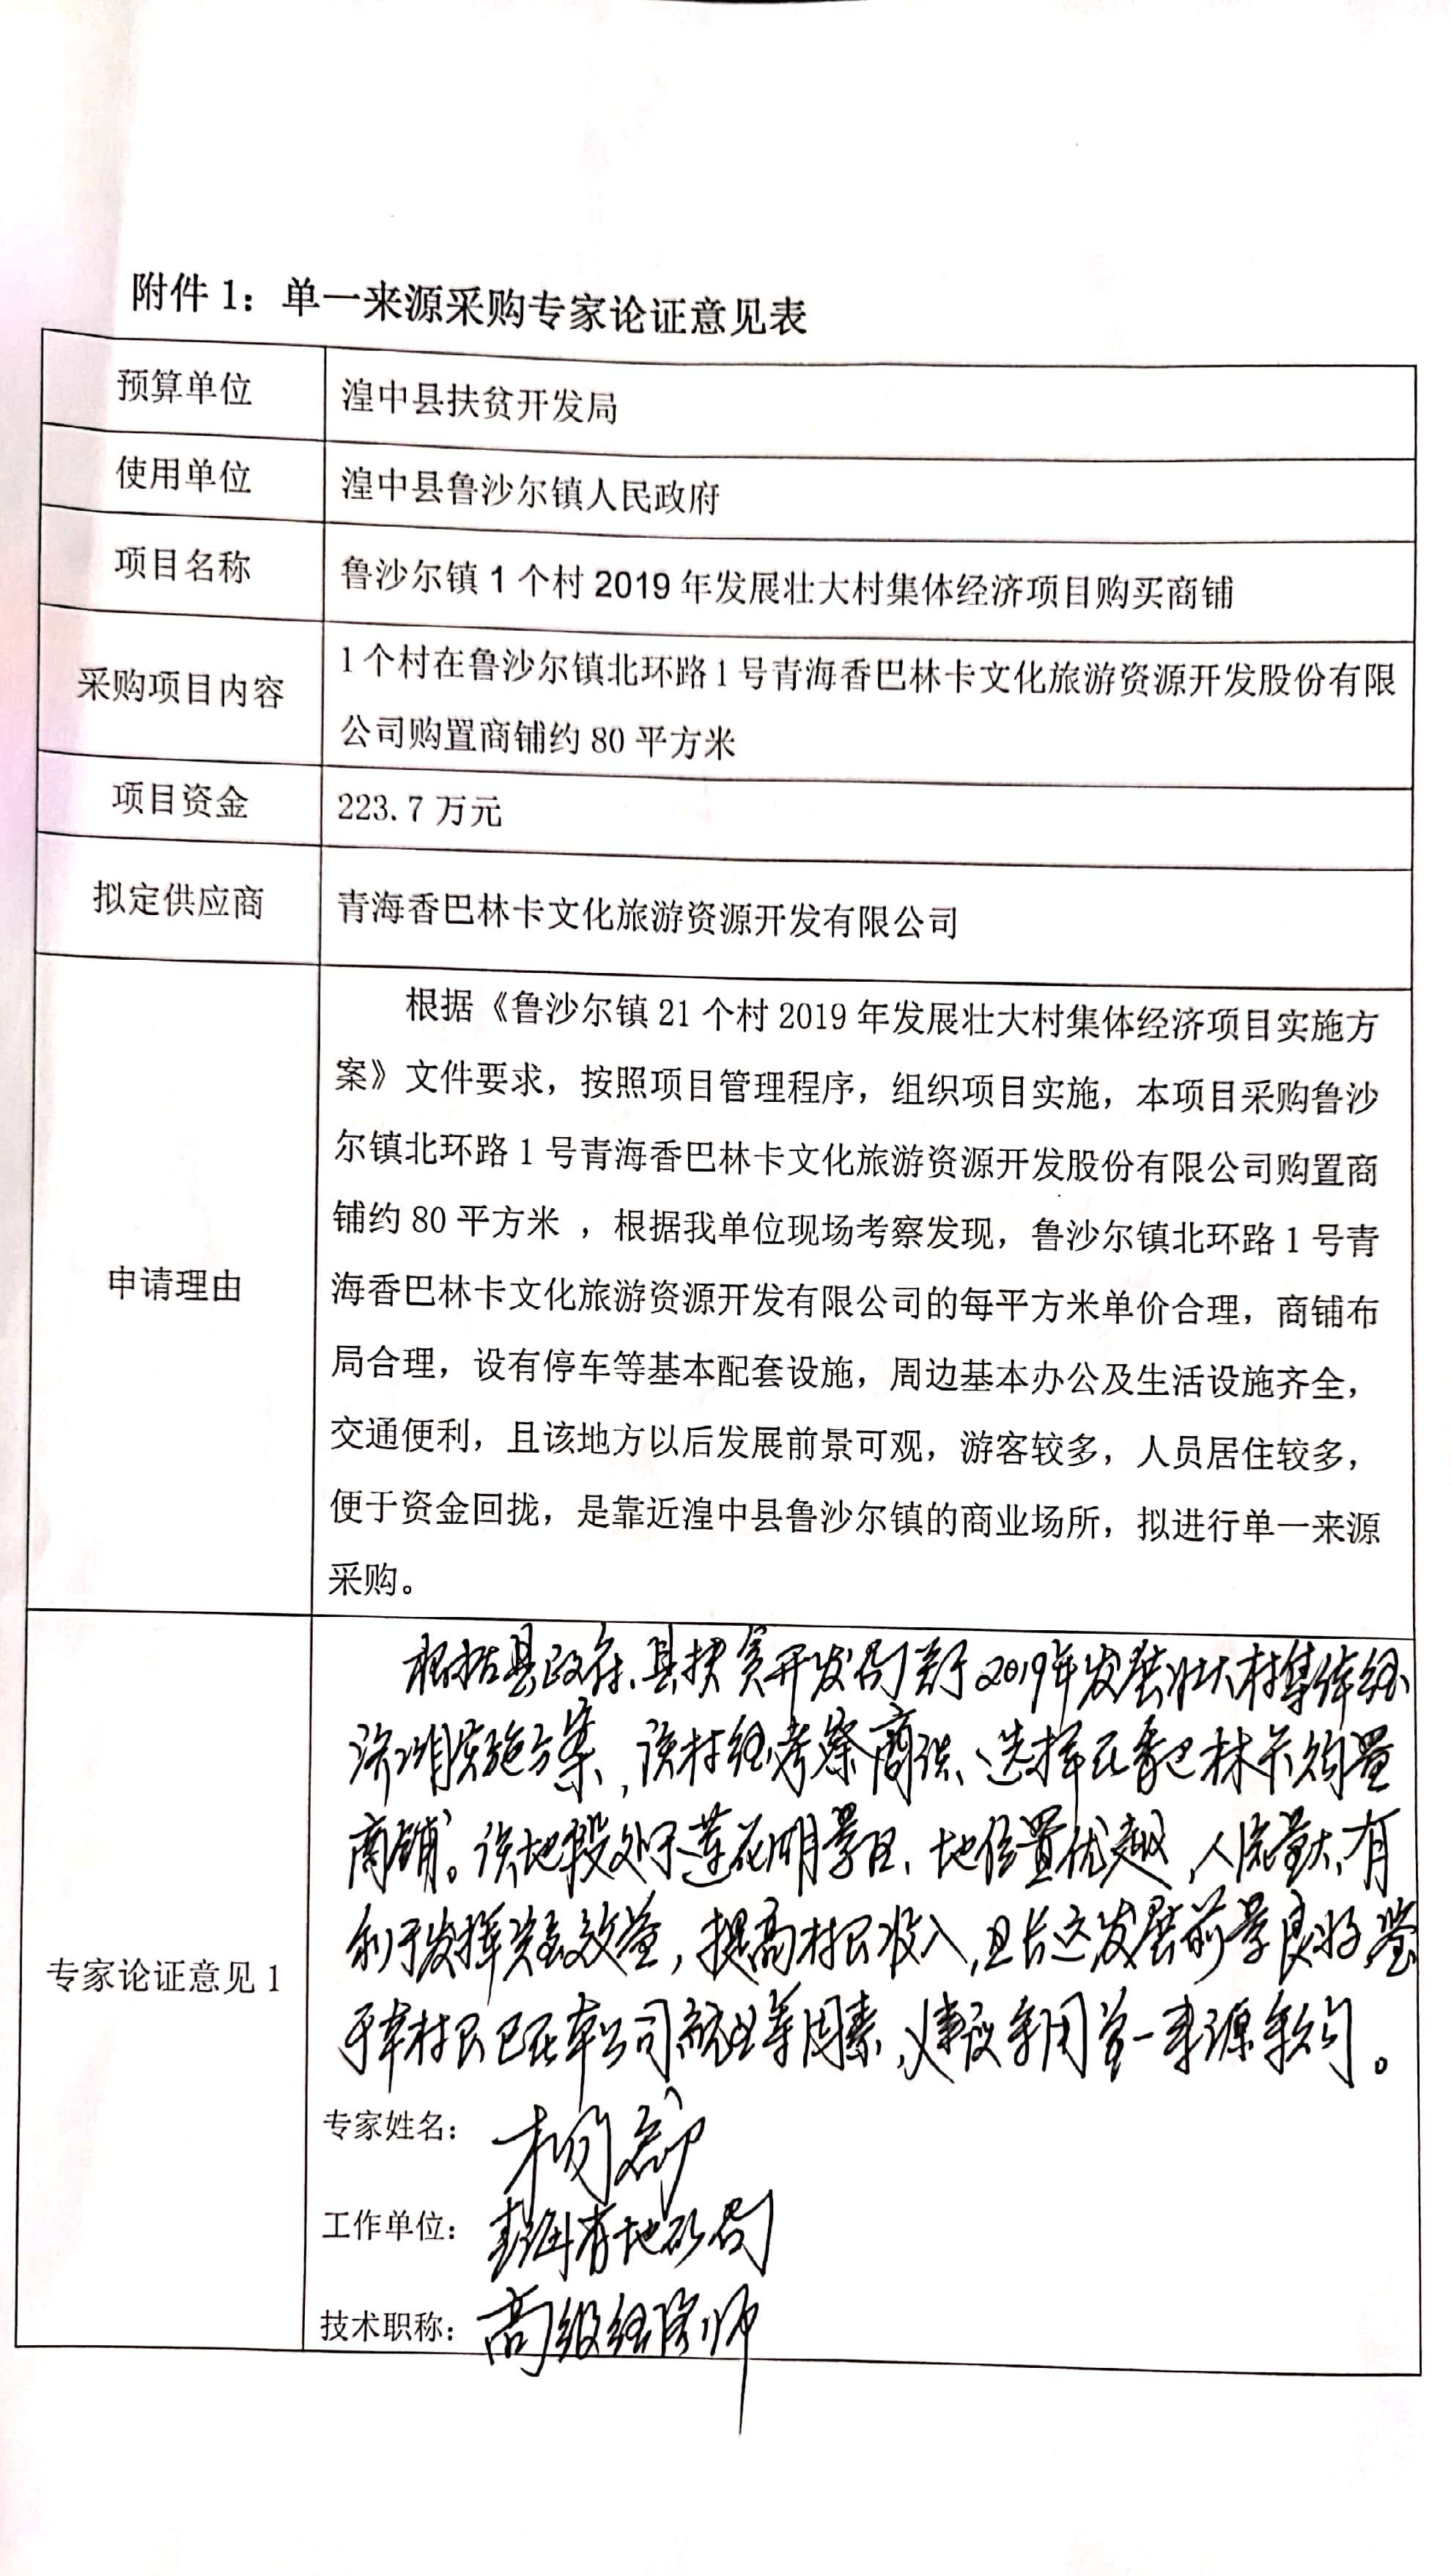 附件 1：单一来源采购专家论证意见表
预算单位
湟中县扶贫开发局
使用单位
湟中县鲁沙尔镇人民政府
项目名称
鲁沙尔镇 1 个村 2019 年发展壮大村集体经济项目购买商铺
采购项目内容
1 个村在鲁沙尔镇北环路 1 号青海香巴林卡文化旅游资源开发股份有限
公司购置商铺约 80 平方米
项目资金
223.7 万元
拟定供应商
青海香巴林卡文化旅游资源开发有限公司
申请理由
根据《鲁沙尔镇 21 个村 2019 年发展壮大村集体经济项目实施方
案》文件要求，按照项目管理程序，组织项目实施，本项目采购鲁沙
尔镇北环路 1 号青海香巴林卡文化旅游资源开发股份有限公司购置商
铺约 80 平方米 ，根据我单位现场考察发现，鲁沙尔镇北环路 1 号青
海香巴林卡文化旅游资源开发有限公司的每平方米单价合理，商铺布
局合理，设有停车等基本配套设施，周边基本办公及生活设施齐全，
交通便利，且该地方以后发展前景可观，游客较多，人员居住较多，
便于资金回拢，是靠近湟中县鲁沙尔镇的商业场所，拟进行单一来源
采购。
专家论证意见 1
根据县政府、县扶贫开发局关于2019年发展壮大村集体经
济项目实施方案，该村经考察商议、选择在香巴林卡购置
商铺。该地段处于莲花湖景区、地位置优越，人流量大，有
利于发挥资金效益，提高村民收入，且长远发展前景良好，鉴
于本村民已在本公司就业等因素，建议采用单一来源采购。
专家姓名：杨
工作单位：青海省地矿局
技术职称：高级经济师